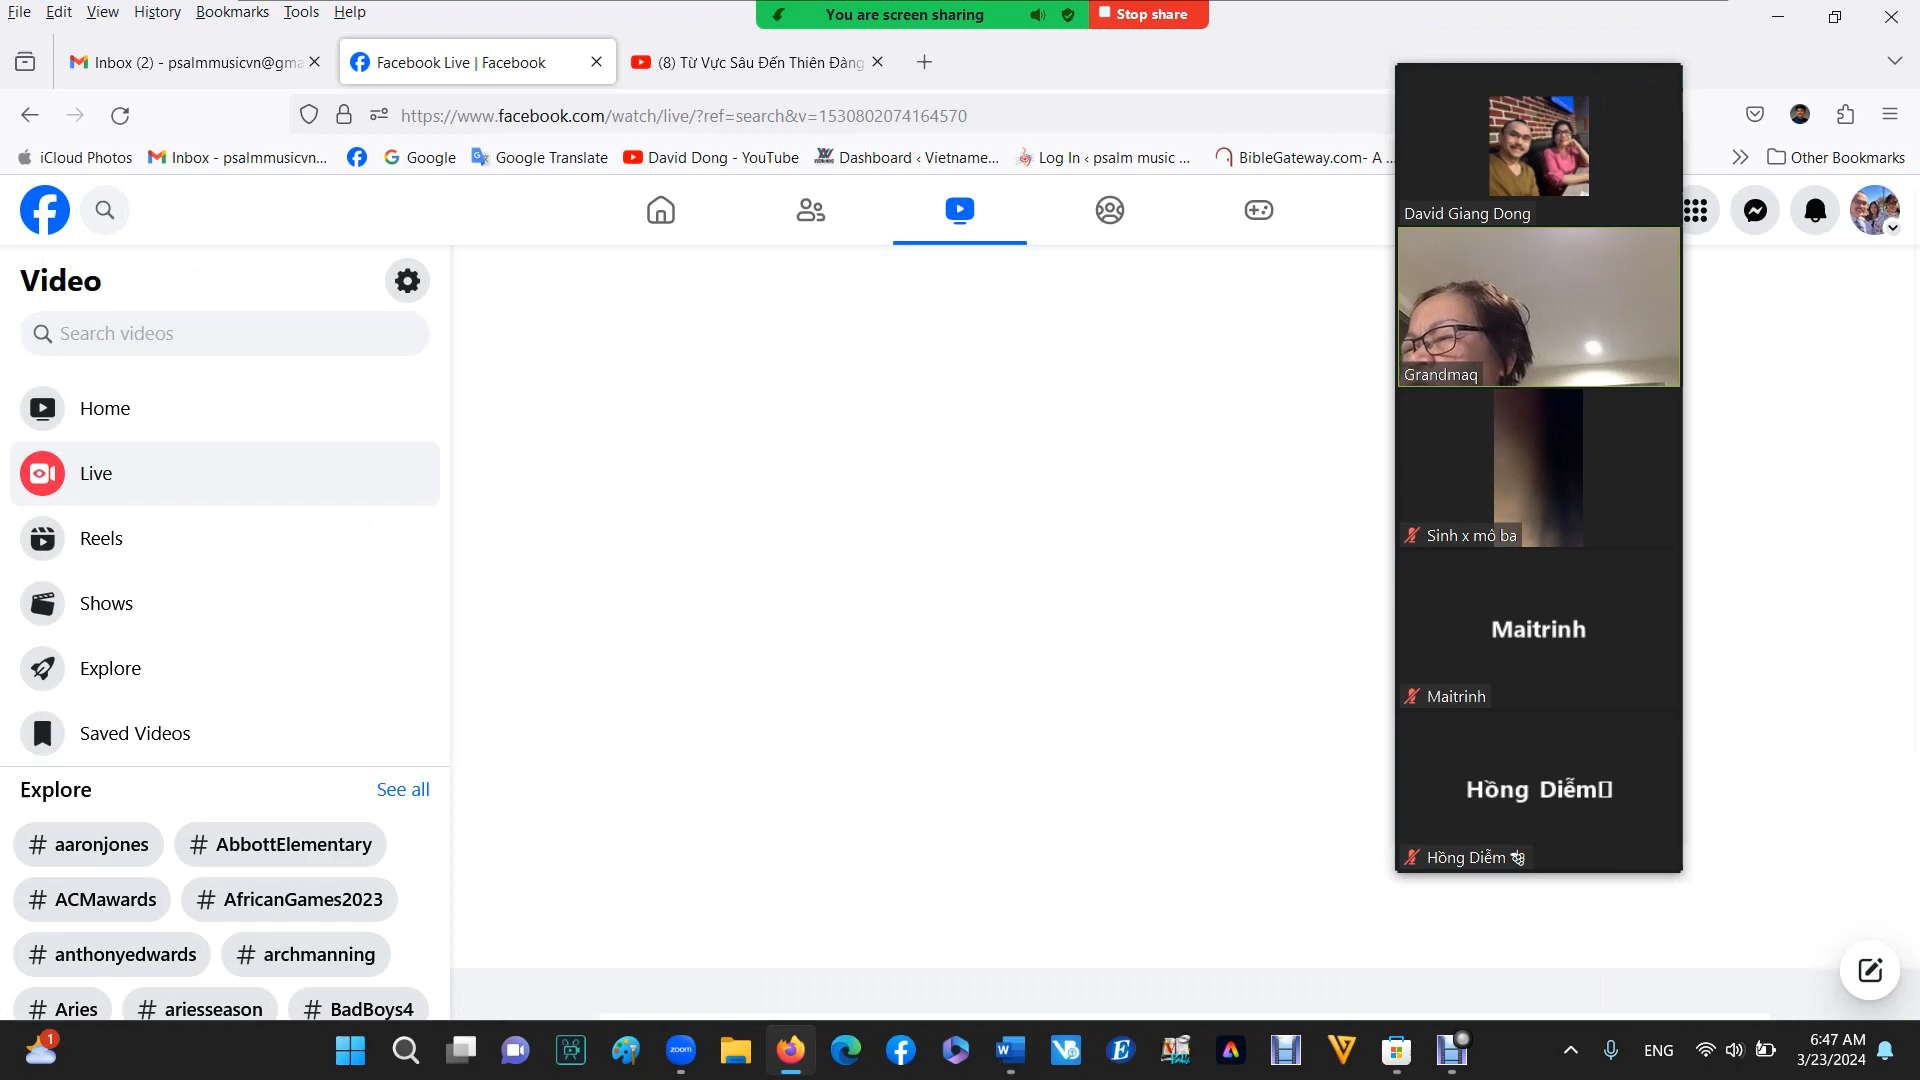 File Edit View History Bookmarks Tools Help
You are screen sharing
Stop share
Inbox (2) - psalmmusicvn@gma
Facebook Live | Facebook
(8) Từ Vực Sâu Đến Thiên Đàng
https://www.facebook.com/watch/live/?ref=search&v=1530802074164570
iCloud Photos
Inbox - psalmmusicvn...
Google
Google Translate
David Dong - YouTube
Dashboard ‹ Vietname...
Log In ‹ psalm music ...
BibleGateway.com- A ...
Other Bookmarks
Video
Search videos
Home
Live
Reels
Shows
Explore
Saved Videos
Explore
See all
# aaronjones
# AbbottElementary
# ACMawards
# AfricanGames2023
# anthonyedwards
# archmanning
# Aries
# ariesseason
# BadBoys4
David Giang Dong
Grandmaq
Sinh x mô ba
Maitrinh
Maitrinh
Hồng Diễm
Hồng Diễm
1
zoom
ENG
6:47 AM
3/23/2024